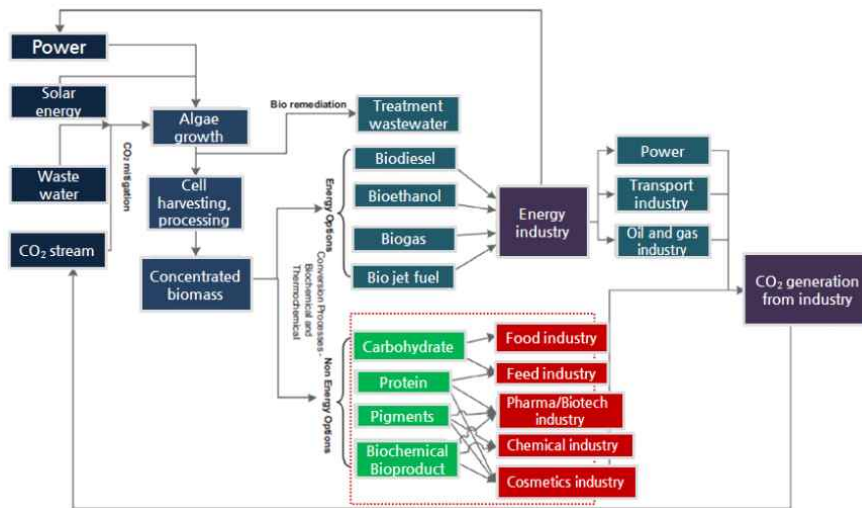 Power
Solar
energy
Waste
water
CO₂ stream
CO₂ mitigation
Algae
growth
Cell
harvesting,
processing
Concentrated
biomass
Bio remediation
Treatment
wastewater
Energy Options
Conversion Processes -
Biochemical and
Thermochemical
Non Energy Options
Biodiesel
Bioethanol
Biogas
Bio jet fuel
Energy
industry
Power
Transport
industry
Oil and gas
industry
CO₂ generation
from industry
Carbohydrate
Protein
Pigments
Biochemical
Bioproduct
Food industry
Feed industry
Pharma/Biotech
industry
Chemical industry
Cosmetics industry